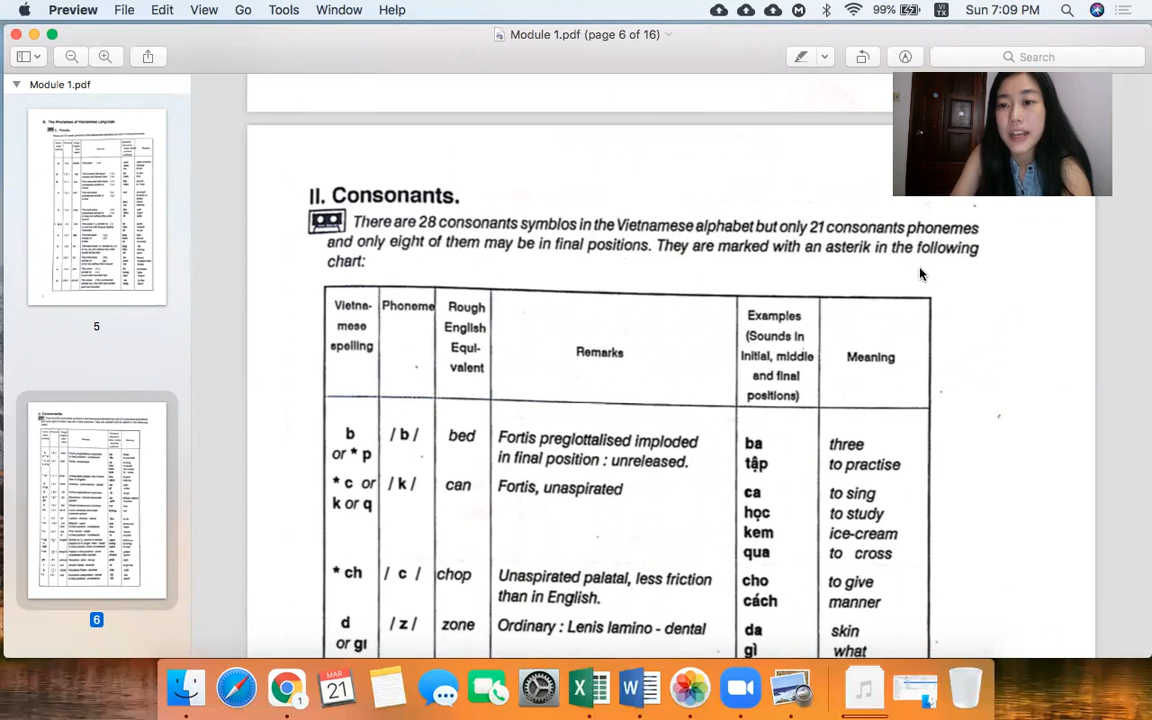 Preview File Edit View Go Tools Window Help
99% VI TX Sun 7:09 PM
Module 1.pdf (page 6 of 16)
Search
Module 1.pdf
5
6
II. Consonants.
There are 28 consonants symblos in the Vietnamese alphabet but only 21 consonants phonemes
and only eight of them may be in final positions. They are marked with an asterik in the following
chart:
Vietna-
mese
spelling
Phoneme
Rough
English
Equi-
valent
Remarks
Examples
(Sounds in
initial, middle
and final
positions)
Meaning
b
or * p
/ b /
bed
Fortis preglottalised imploded
in final position : unreleased.
ba
tập
three
to practise
* c or
k or q
/ k /
can
Fortis, unaspirated
ca
học
kem
qua
to sing
to study
ice-cream
to cross
* ch
/ c /
chop
Unaspirated palatal, less friction
than in English.
cho
cách
to give
manner
d
or gi
/ z /
zone
Ordinary : Lenis lamino - dental
da
gì
skin
what
MAR
21
1